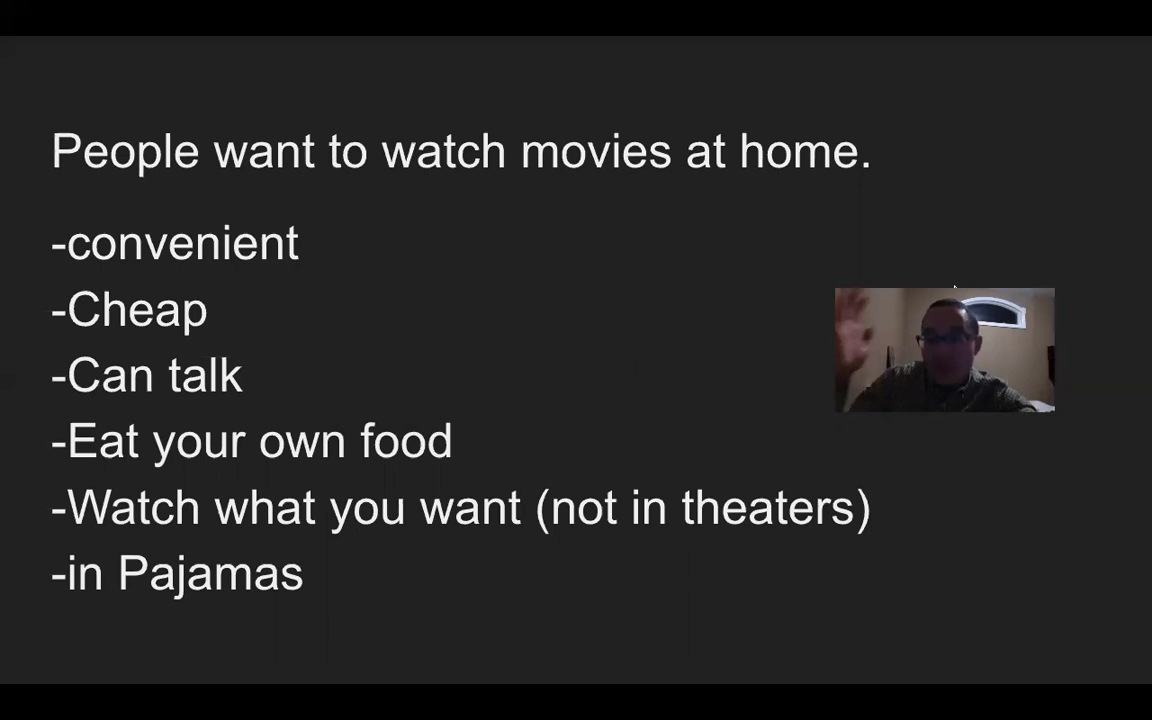 People want to watch movies at home.
-convenient
-Cheap
-Can talk
-Eat your own food
-Watch what you want (not in theaters)
-in Pajamas